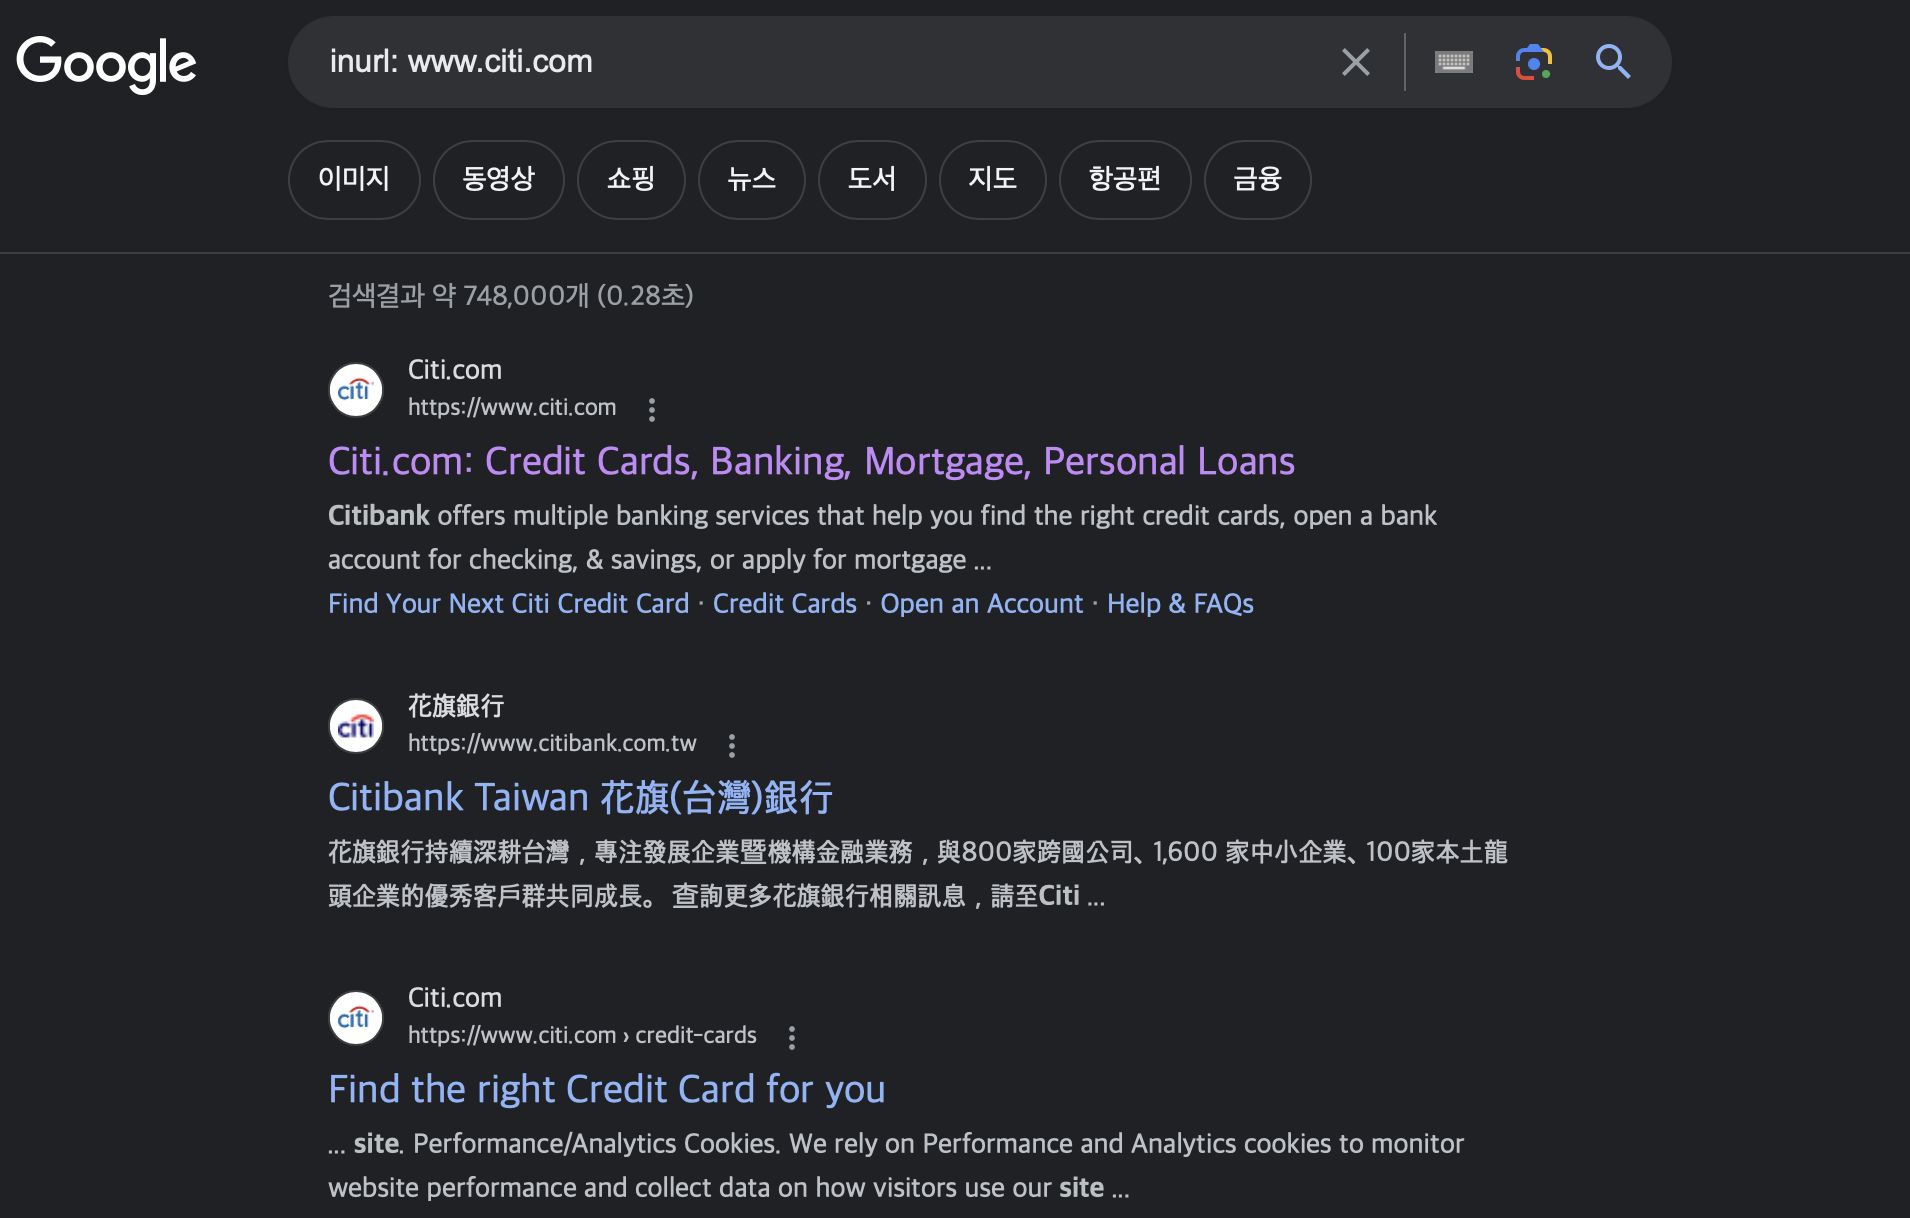 Google
inurl: www.citi.com
이미지
동영상
쇼핑
뉴스
도서
지도
항공편
금융
검색결과 약 748,000개 (0.28초)
citi
Citi.com
https://www.citi.com
Citi.com: Credit Cards, Banking, Mortgage, Personal Loans
Citibank offers multiple banking services that help you find the right credit cards, open a bank
account for checking, & savings, or apply for mortgage ...
Find Your Next Citi Credit Card · Credit Cards · Open an Account · Help & FAQs
citi
花旗銀行
https://www.citibank.com.tw
Citibank Taiwan 花旗(台灣)銀行
花旗銀行持續深耕台灣，專注發展企業暨機構金融業務，與800家跨國公司、1,600 家中小企業、100家本土龍
頭企業的優秀客戶群共同成長。 查詢更多花旗銀行相關訊息，請至Citi ...
citi
Citi.com
https://www.citi.com › credit-cards
Find the right Credit Card for you
... site. Performance/Analytics Cookies. We rely on Performance and Analytics cookies to monitor
website performance and collect data on how visitors use our site ...